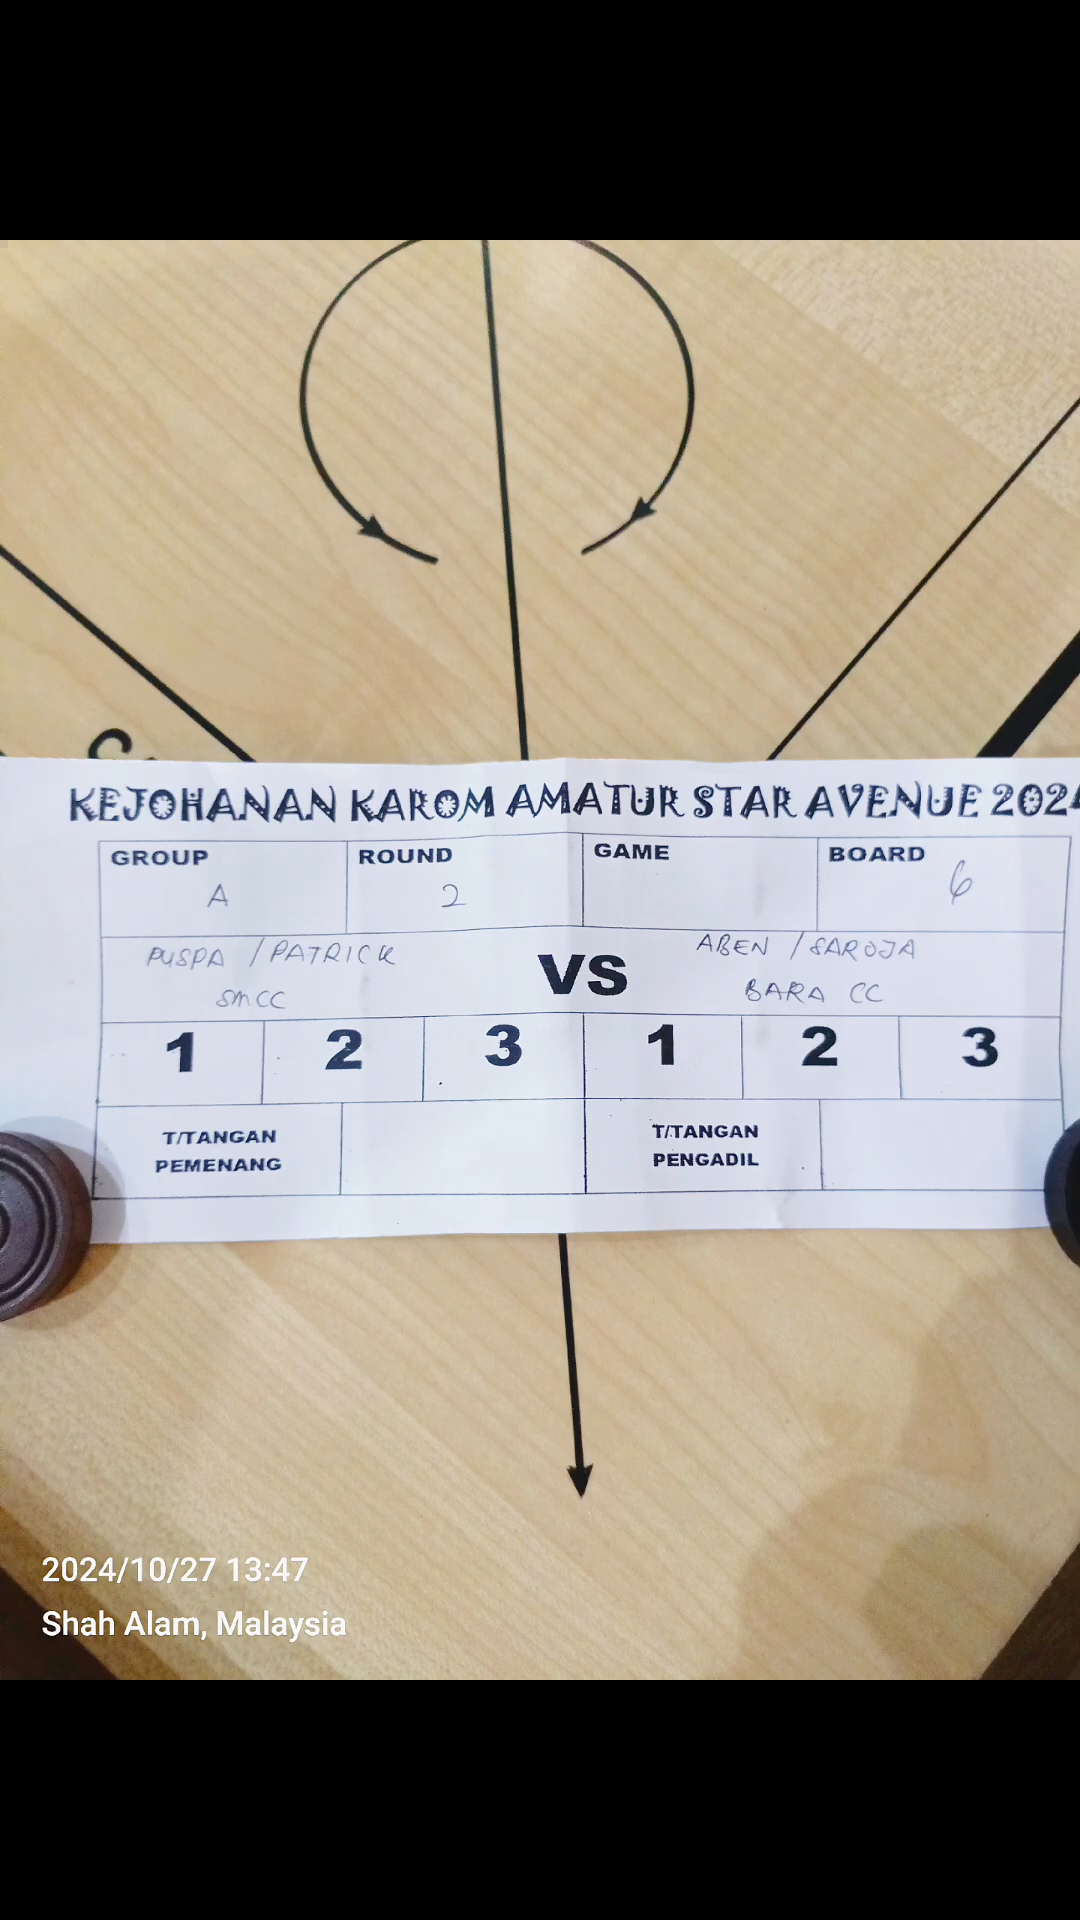 KEJOHANAN KAROM AMATUR STAR AVENUE 2024
GROUP ROUND GAME BOARD
A 2 6
PUSPA / PATRICK VS ABEN / SAROJA
SMCC BARA CC
1 2 3 1 2 3
T/TANGAN PEMENANG T/TANGAN PENGADIL
2024/10/27 13:47
Shah Alam, Malaysia